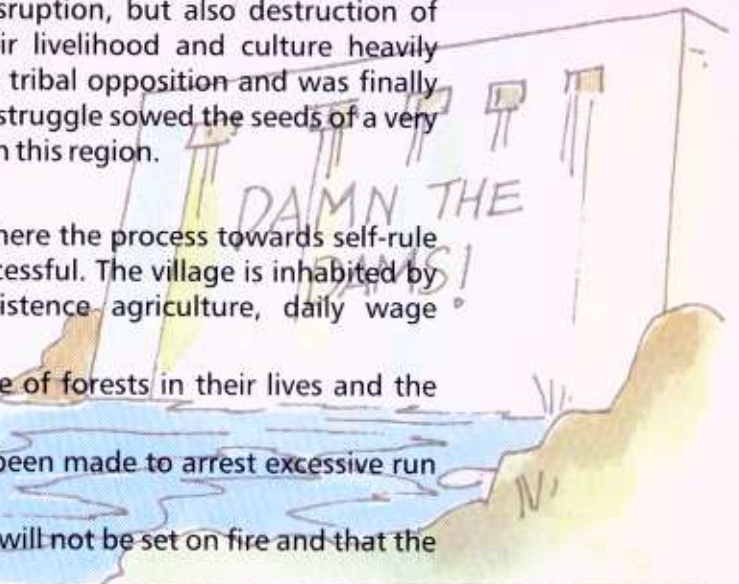 sruption, but also destruction of
ir livelihood and culture heavily
tribal opposition and was finally
struggle sowed the seeds of a very
n this region.
DAMN THE
DAMS!
here the process towards self-rule
cessful. The village is inhabited by
istence agriculture, daily wage
e of forests in their lives and the
been made to arrest excessive run
will not be set on fire and that the